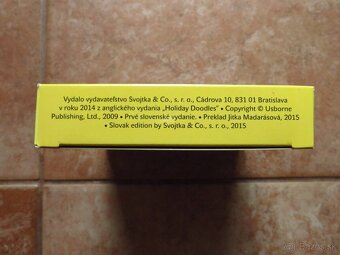 Vydalo vydavateľstvo Svojtka & Co., s. r. o., Cádrova 10, 831 01 Bratislava
v roku 2014 z anglického vydania „Holiday Doodles" • Copyright © Usborne
Publishing, Ltd., 2009 • Prvé slovenské vydanie. • Preklad Jitka Madarásová, 2015
• Slovak edition by Svojtka & Co., s. r. o., 2015